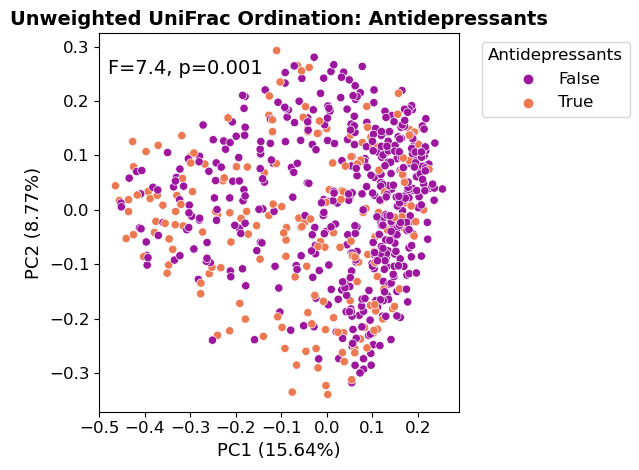 Unweighted UniFrac Ordination: Antidepressants
F=7.4, p=0.001
Antidepressants
False
True
0.3
0.2
0.1
0.0
−0.1
−0.2
−0.3
PC2 (8.77%)
−0.5 −0.4 −0.3 −0.2 −0.1 0.0 0.1 0.2
PC1 (15.64%)